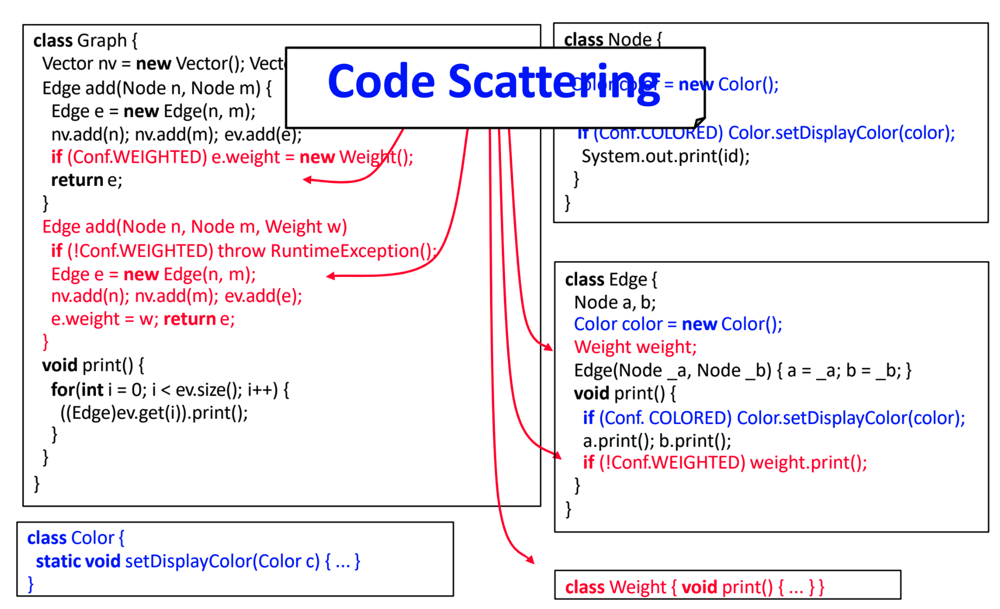 class Graph {
Vector nv = new Vector();
Edge add(Node n, Node m) {
Edge e = new Edge(n, m);
nv.add(n); nv.add(m); ev.add(e);
if (Conf.WEIGHTED) e.weight = new Weight();
return e;
}
Edge add(Node n, Node m, Weight w)
if (!Conf.WEIGHTED) throw RuntimeException();
Edge e = new Edge(n, m);
nv.add(n); nv.add(m); ev.add(e);
e.weight = w; return e;
}
void print() {
for(int i = 0; i < ev.size(); i++) {
((Edge)ev.get(i)).print();
}
}
}
Code Scattering
class Node {
Color color = new Color();
if (Conf.COLORED) Color.setDisplayColor(color);
System.out.print(id);
}
}
class Edge {
Node a, b;
Color color = new Color();
Weight weight;
Edge(Node _a, Node _b) { a = _a; b = _b; }
void print() {
if (Conf. COLORED) Color.setDisplayColor(color);
a.print(); b.print();
if (!Conf.WEIGHTED) weight.print();
}
}
class Color {
static void setDisplayColor(Color c) { ... }
}
class Weight { void print() { ... } }